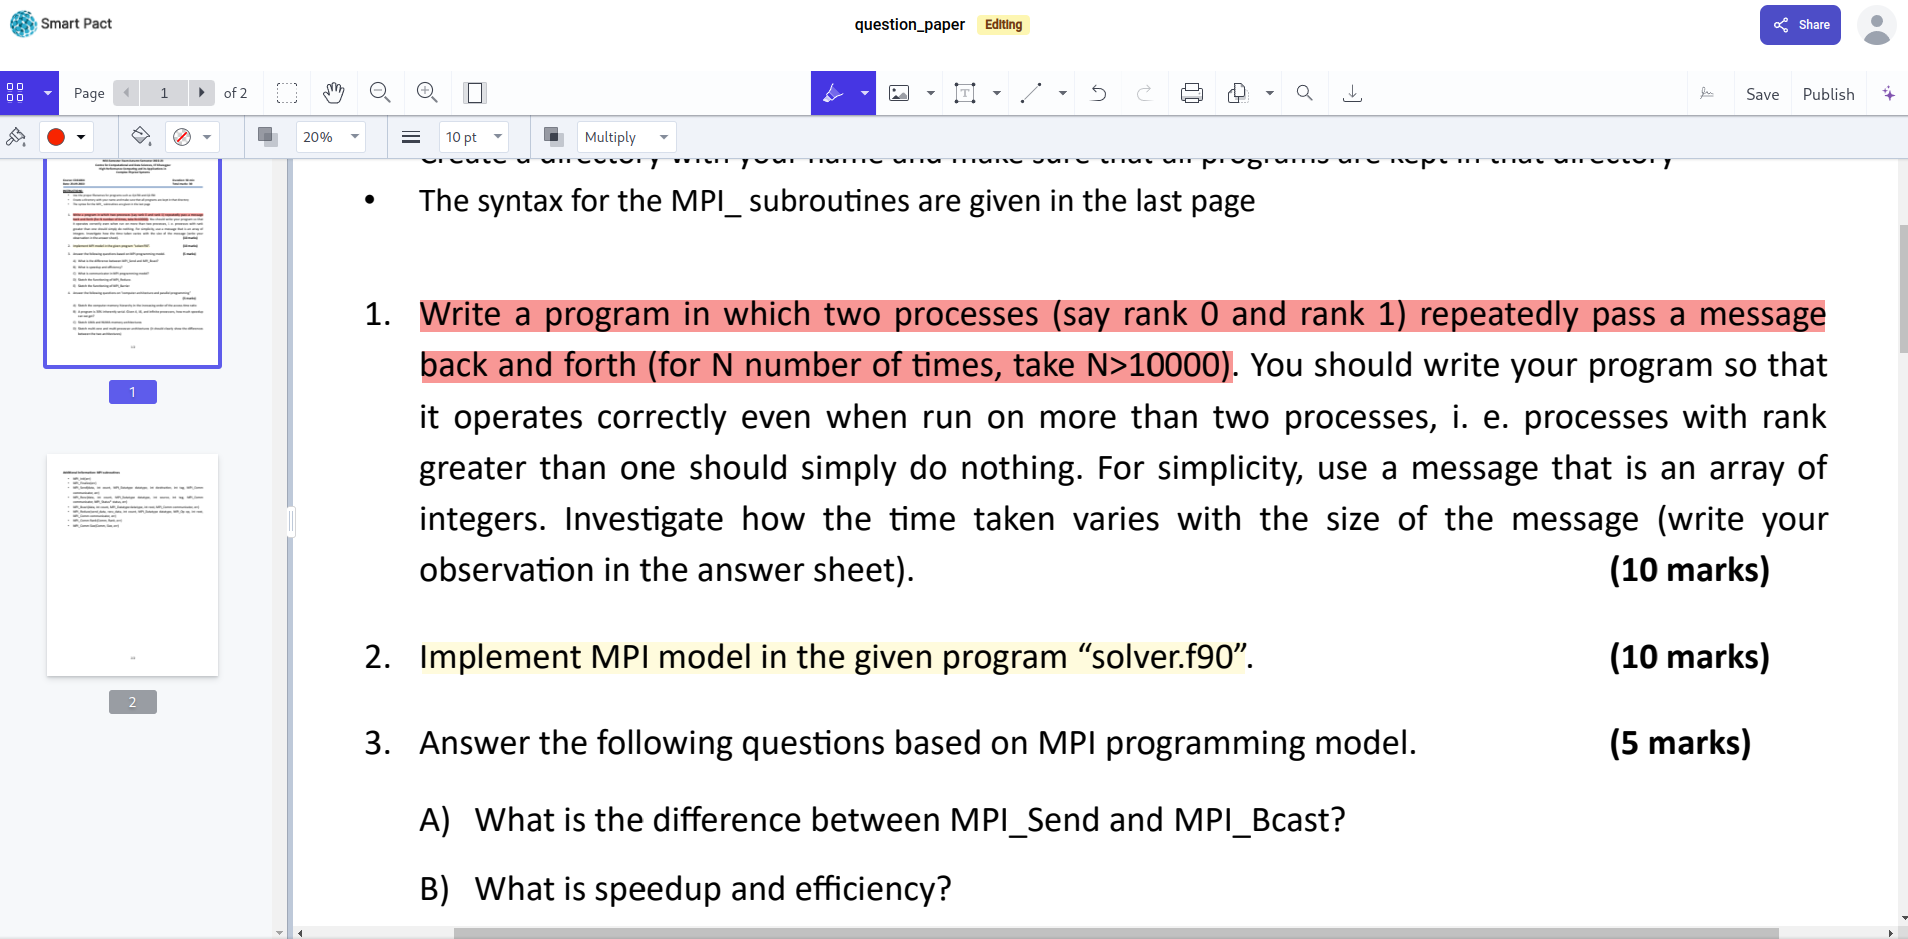 Smart Pact
question_paper Editing
Share
Page 1 of 2
Save Publish
20% 10 pt Multiply
Create a directory with your name and make sure that all programs are kept in that directory
• The syntax for the MPI_ subroutines are given in the last page
1. Write a program in which two processes (say rank 0 and rank 1) repeatedly pass a message
back and forth (for N number of times, take N>10000). You should write your program so that
it operates correctly even when run on more than two processes, i. e. processes with rank
greater than one should simply do nothing. For simplicity, use a message that is an array of
integers. Investigate how the time taken varies with the size of the message (write your
observation in the answer sheet). (10 marks)
2. Implement MPI model in the given program “solver.f90”. (10 marks)
3. Answer the following questions based on MPI programming model. (5 marks)
A) What is the difference between MPI_Send and MPI_Bcast?
B) What is speedup and efficiency?
1
2